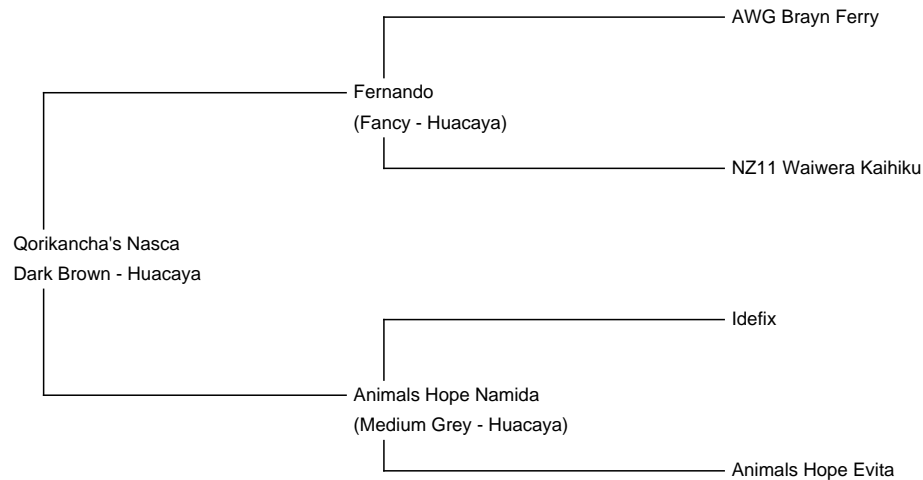 AWG Brayn Ferry
Fernando
(Fancy - Huacaya)
NZ11 Waiwera Kaihiku
Qorikancha's Nasca
Dark Brown - Huacaya
Idefix
Animals Hope Namida
(Medium Grey - Huacaya)
Animals Hope Evita